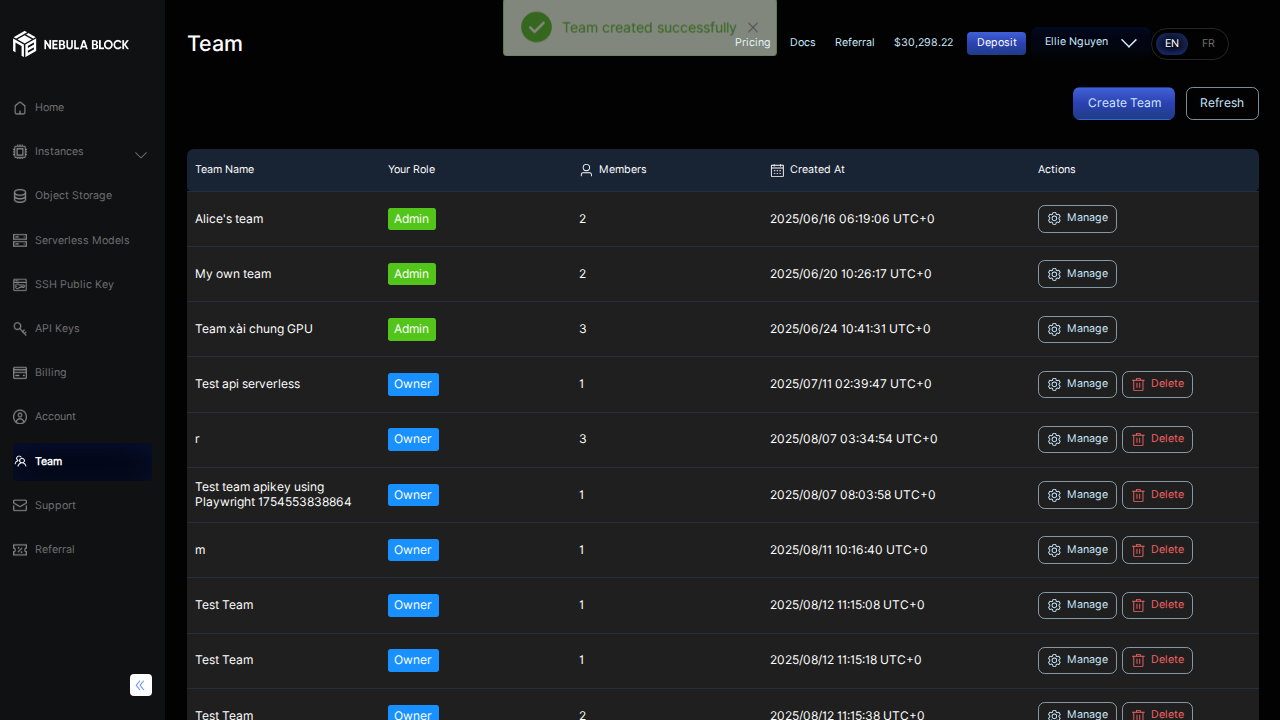 Team created successfully
NEBULA BLOCK
Team
Pricing
Docs
Referral
$30,298.22
Deposit
Ellie Nguyen
EN
FR
Home
Instances
Object Storage
Serverless Models
SSH Public Key
API Keys
Billing
Account
Team
Support
Referral
Create Team
Refresh
Team Name Your Role Members Created At Actions
Alice's team Admin 2 2025/06/16 06:19:06 UTC+0 Manage
My own team Admin 2 2025/06/20 10:26:17 UTC+0 Manage
Team xài chung GPU Admin 3 2025/06/24 10:41:31 UTC+0 Manage
Test api serverless Owner 1 2025/07/11 02:39:47 UTC+0 Manage Delete
r Owner 3 2025/08/07 03:34:54 UTC+0 Manage Delete
Test team apikey using
Playwright 1754553838864 Owner 1 2025/08/07 08:03:58 UTC+0 Manage Delete
m Owner 1 2025/08/11 10:16:40 UTC+0 Manage Delete
Test Team Owner 1 2025/08/12 11:15:08 UTC+0 Manage Delete
Test Team Owner 1 2025/08/12 11:15:18 UTC+0 Manage Delete
Test Team Owner 2 2025/08/12 11:15:38 UTC+0 Manage Delete